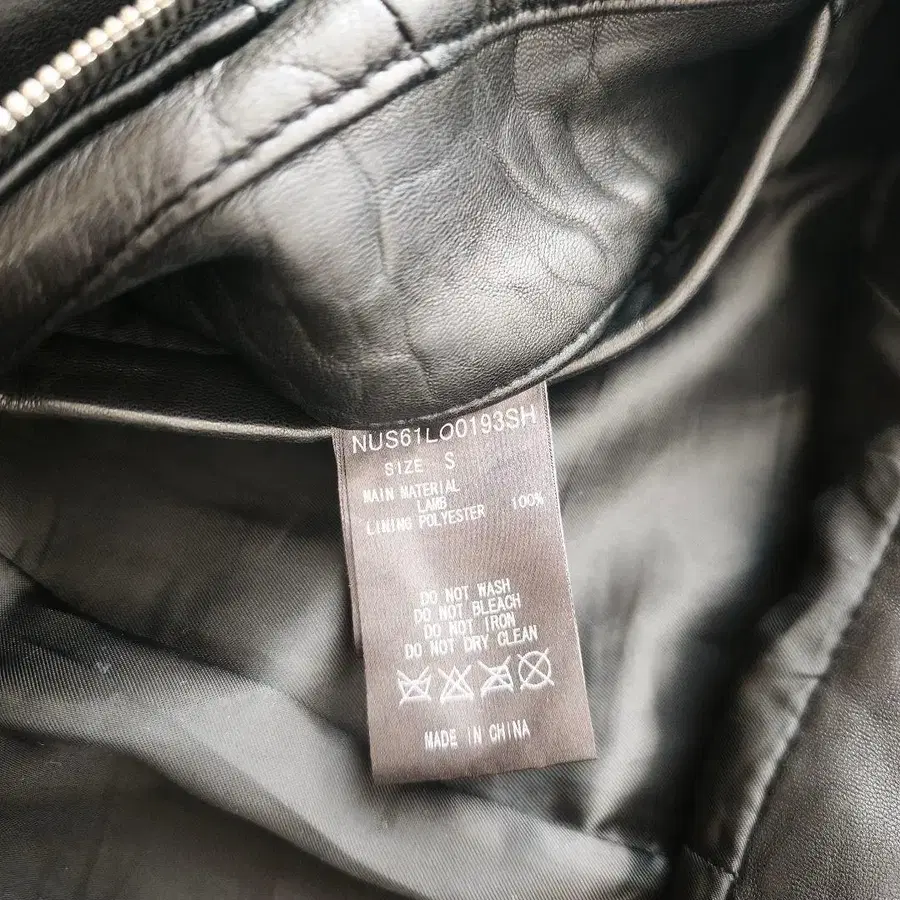 NUS61LO0193SH
SIZE S
MAIN MATERIAL
LAMB
LINING POLYESTER 100%
DO NOT WASH
DO NOT BLEACH
DO NOT IRON
DO NOT DRY CLEAN
MADE IN CHINA